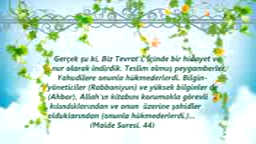 Gerçek şu ki, Biz Tevrat'ı, içinde bir hidayet ve
nur olarak indirdik. Teslim olmuş peygamberler,
Yahudilere onunla hükmederlerdi. Bilgin-
yöneticiler (Rabbaniyun) ve yüksek bilginler de
(Ahbar), Allah'ın kitabını korumakla görevli
kılındıklarından ve onun üzerine şahidler
olduklarından (onunla hükmederlerdi.)...
(Maide Suresi, 44)